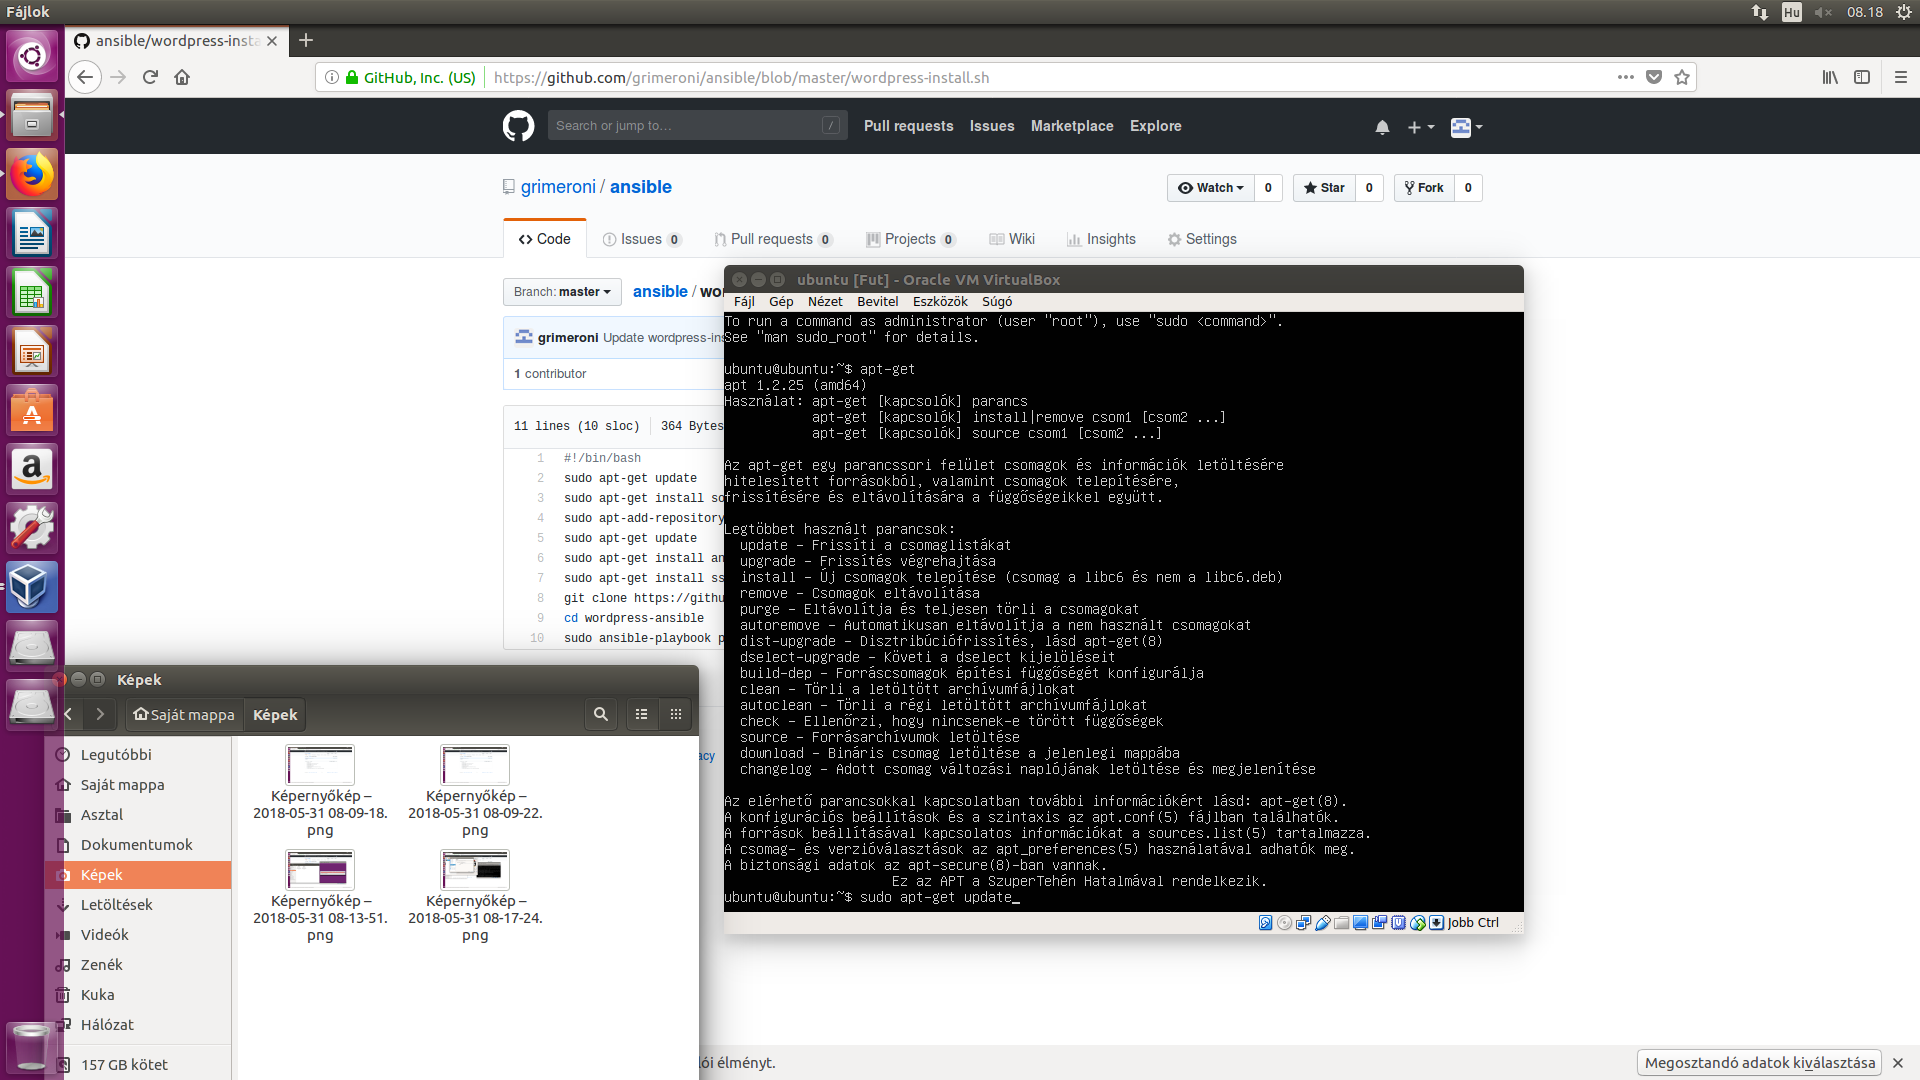 Fájlok
Hu
08.18
ansible/wordpress-insta
GitHub, Inc. (US)
https://github.com/grimeroni/ansible/blob/master/wordpress-install.sh
Search or jump to…
/
Pull requests
Issues
Marketplace
Explore
grimeroni / ansible
Watch
0
Star
0
Fork
0
Code
Issues 0
Pull requests 0
Projects 0
Wiki
Insights
Settings
Branch: master
ansible / wo
grimeroni Update wordpress-ins
1 contributor
11 lines (10 sloc)
364 Bytes
1 #!/bin/bash
2 sudo apt-get update
3 sudo apt-get install so
4 sudo apt-add-repository
5 sudo apt-get update
6 sudo apt-get install an
7 sudo apt-get install ss
8 git clone https://githu
9 cd wordpress-ansible
10 sudo ansible-playbook p
acy
ubuntu [Fut] - Oracle VM VirtualBox
Fájl Gép Nézet Bevitel Eszközök Súgó
To run a command as administrator (user "root"), use "sudo <command>".
See "man sudo_root" for details.
ubuntu@ubuntu:~$ apt-get
apt 1.2.25 (amd64)
Használat: apt-get [kapcsolók] parancs
apt-get [kapcsolók] install|remove csom1 [csom2 ...]
apt-get [kapcsolók] source csom1 [csom2 ...]
Az apt-get egy parancssori felület csomagok és információk letöltésére
hitelesített forrásokból, valamint csomagok telepítésére,
frissítésére és eltávolítására a függőségeikkel együtt.
Legtöbbet használt parancsok:
update – Frissíti a csomaglistákat
upgrade – Frissítés végrehajtása
install – Új csomagok telepítése (csomag a libc6 és nem a libc6.deb)
remove – Csomagok eltávolítása
purge – Eltávolítja és teljesen törli a csomagokat
autoremove – Automatikusan eltávolítja a nem használt csomagokat
dist-upgrade – Disztribúciófrissítés, lásd apt-get(8)
dselect-upgrade – Követi a dselect kijelöléseit
build-dep – Forráscsomagok építési függőségét konfigurálja
clean – Törli a letöltött archívumfájlokat
autoclean – Törli a régi letöltött archívumfájlokat
check – Ellenőrzi, hogy nincsenek-e törött függőségek
source – Forrásarchívumok letöltése
download – Bináris csomag letöltése a jelenlegi mappába
changelog – Adott csomag változási naplójának letöltése és megjelenítése
Az elérhető parancsokkal kapcsolatban további információkért lásd: apt-get(8).
A konfigurációs beállítások és a szintaxis az apt.conf(5) fájlban találhatók.
A források beállításával kapcsolatos információkat a sources.list(5) tartalmazza.
A csomag- és verzióválasztások az apt_preferences(5) használatával adhatók meg.
A biztonsági adatok az apt-secure(8)-ban vannak.
Ez az APT a SzuperTehén Hatalmával rendelkezik.
ubuntu@ubuntu:~$ sudo apt-get update_
Jobb Ctrl
Képek
Saját mappa
Képek
Legutóbbi
Saját mappa
Asztal
Dokumentumok
Képek
Letöltések
Videók
Zenék
Kuka
Hálózat
157 GB kötet
Képernyőkép –
2018-05-31 08-09-18.
png
Képernyőkép –
2018-05-31 08-09-22.
png
Képernyőkép –
2018-05-31 08-13-51.
png
Képernyőkép –
2018-05-31 08-17-24.
png
lói élményt.
Megosztandó adatok kiválasztása